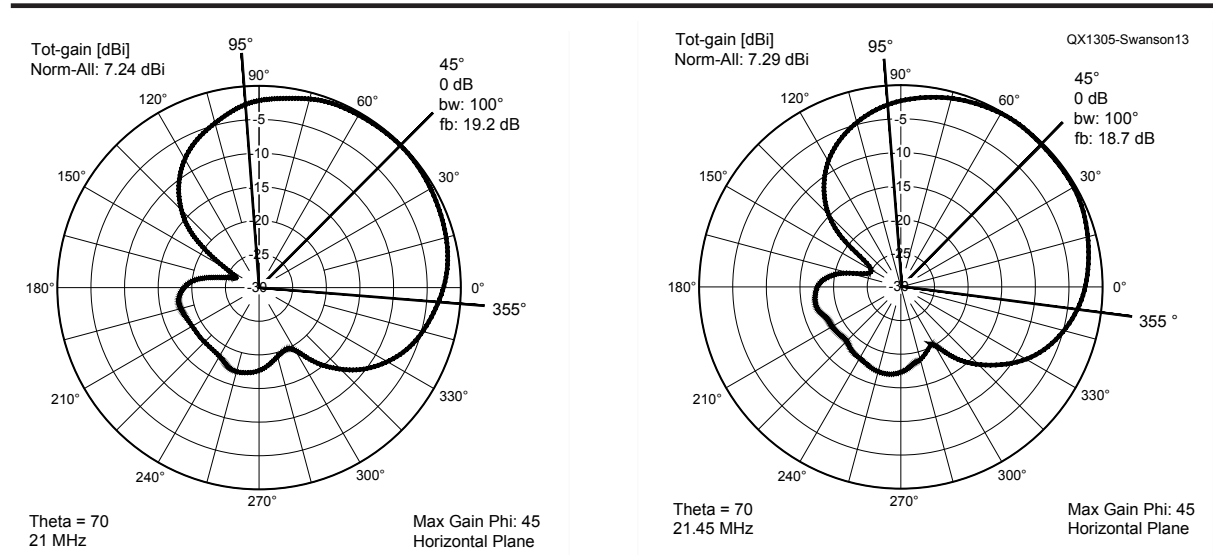 Tot-gain [dBi]
Norm-All: 7.24 dBi
95°
45°
0 dB
bw: 100°
fb: 19.2 dB
90°
120°
60°
150°
30°
180°
0°
355°
210°
330°
240°
300°
270°
-5
-10
-15
-20
-25
-30
Theta = 70
21 MHz
Max Gain Phi: 45
Horizontal Plane
Tot-gain [dBi]
Norm-All: 7.29 dBi
95°
QX1305-Swanson13
45°
0 dB
bw: 100°
fb: 18.7 dB
90°
120°
60°
150°
30°
180°
0°
355 °
210°
330°
240°
300°
270°
-5
-10
-15
-20
-25
-30
Theta = 70
21.45 MHz
Max Gain Phi: 45
Horizontal Plane